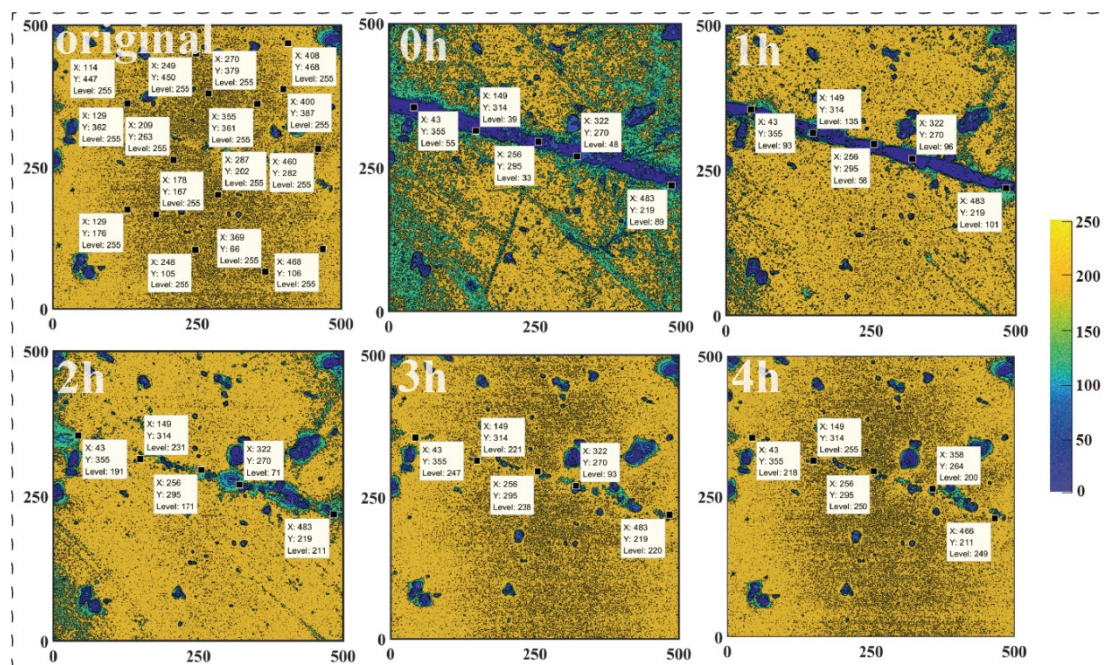 original
500
250
0
0
250
500
X: 114
Y: 447
Level: 255
X: 249
Y: 450
Level: 255
X: 270
Y: 379
Level: 255
X: 408
Y: 468
Level: 255
X: 129
Y: 362
Level: 255
X: 209
Y: 263
Level: 255
X: 355
Y: 361
Level: 255
X: 400
Y: 387
Level: 255
X: 178
Y: 167
Level: 255
X: 287
Y: 202
Level: 255
X: 460
Y: 282
Level: 255
X: 129
Y: 176
Level: 255
X: 248
Y: 105
Level: 255
X: 369
Y: 66
Level: 255
X: 468
Y: 106
Level: 255
0h
500
250
0
0
250
500
X: 43
Y: 355
Level: 55
X: 149
Y: 314
Level: 39
X: 256
Y: 295
Level: 33
X: 322
Y: 270
Level: 48
X: 483
Y: 219
Level: 89
1h
500
250
0
0
250
500
X: 43
Y: 355
Level: 93
X: 149
Y: 314
Level: 135
X: 256
Y: 295
Level: 58
X: 322
Y: 270
Level: 96
X: 483
Y: 219
Level: 101
250
200
150
100
50
0
2h
500
250
0
0
250
500
X: 43
Y: 355
Level: 191
X: 149
Y: 314
Level: 231
X: 256
Y: 295
Level: 171
X: 322
Y: 270
Level: 71
X: 483
Y: 219
Level: 211
3h
500
250
0
0
250
500
X: 43
Y: 355
Level: 247
X: 149
Y: 314
Level: 221
X: 256
Y: 295
Level: 238
X: 322
Y: 270
Level: 93
X: 483
Y: 219
Level: 220
4h
500
250
0
0
250
500
X: 43
Y: 355
Level: 218
X: 149
Y: 314
Level: 255
X: 256
Y: 295
Level: 250
X: 358
Y: 264
Level: 200
X: 466
Y: 211
Level: 249